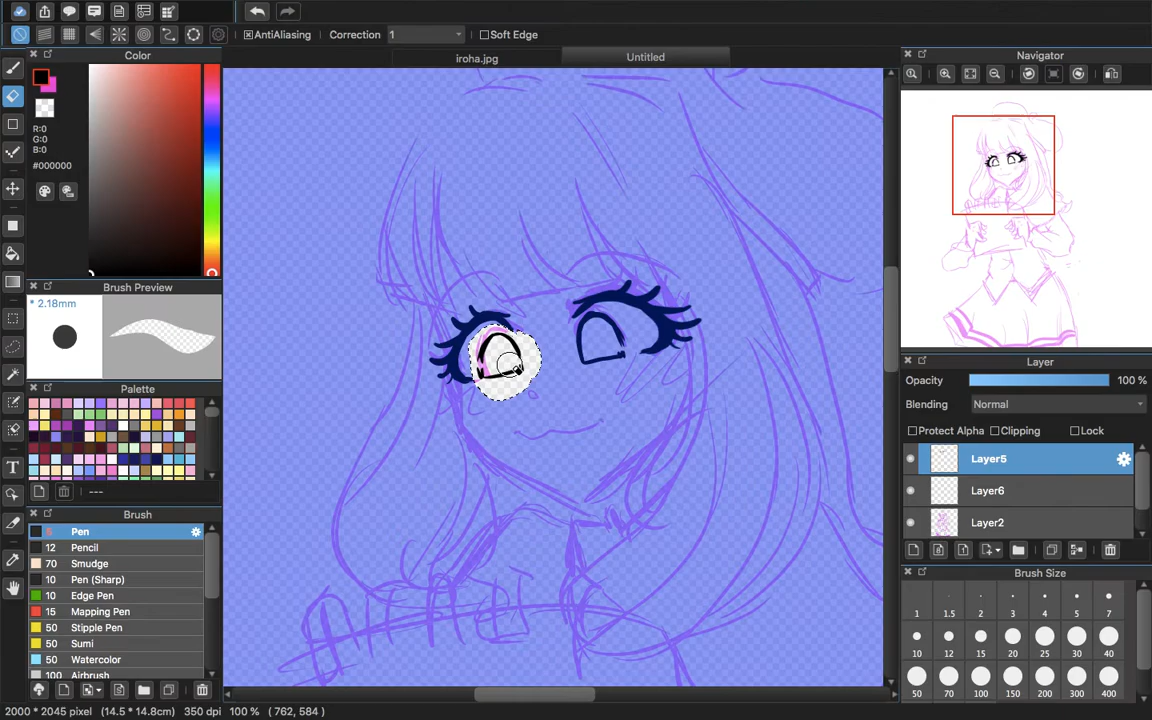 AntiAliasing Correction 1 Soft Edge
iroha.jpg Untitled
Color
R:0
G:0
B:0
#000000
Brush Preview
* 2.18mm
Palette
---
Brush
5 Pen
12 Pencil
70 Smudge
10 Pen (Sharp)
10 Edge Pen
15 Mapping Pen
50 Stipple Pen
50 Sumi
50 Watercolor
100 Airbrush
Navigator
Layer
Opacity 100 %
Blending Normal
Protect Alpha Clipping Lock
Layer5
Layer6
Layer2
Brush Size
1 1.5 2 3 4 5 7
10 12 15 20 25 30 40
50 70 100 150 200 300 400
2000 * 2045 pixel (14.5 * 14.8cm) 350 dpi 100 % ( 762, 584 )